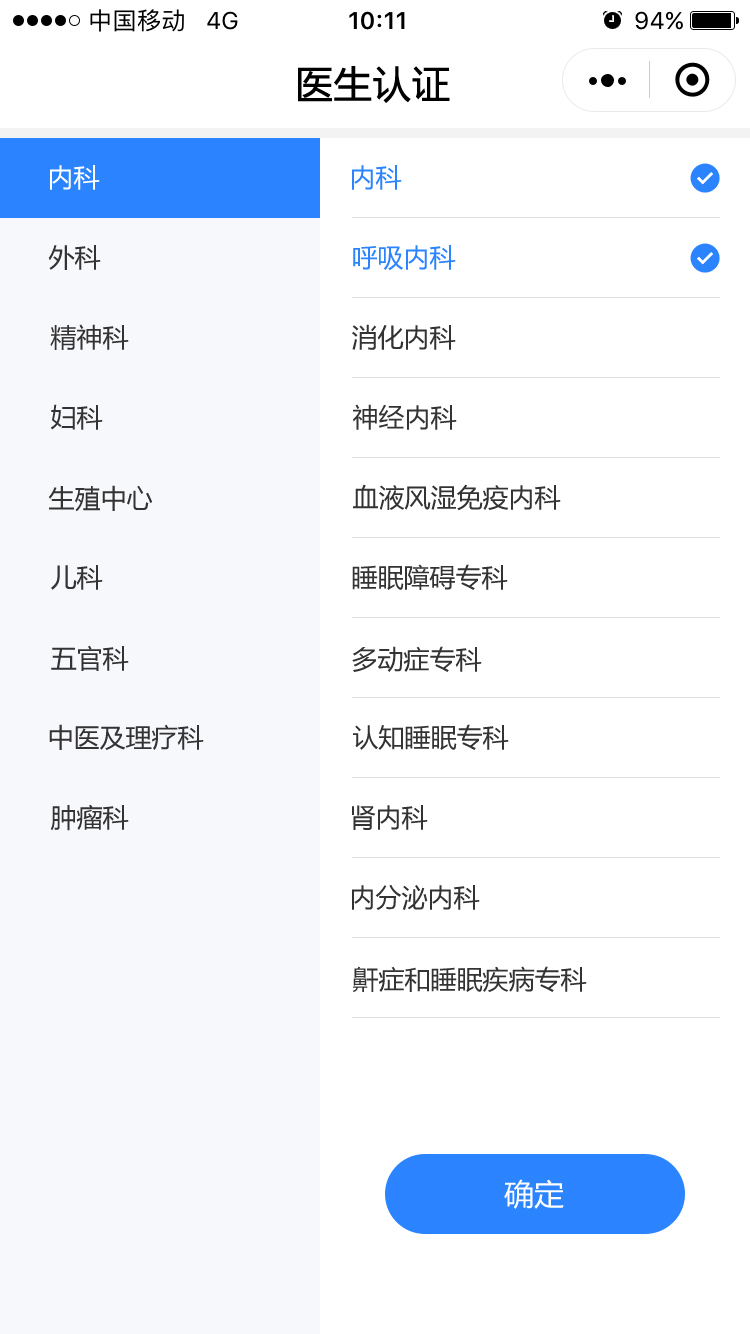 中国移动 4G 10:11 94%
医生认证
内科
外科
精神科
妇科
生殖中心
儿科
五官科
中医及理疗科
肿瘤科
内科
呼吸内科
消化内科
神经内科
血液风湿免疫内科
睡眠障碍专科
多动症专科
认知睡眠专科
肾内科
内分泌内科
鼾症和睡眠疾病专科
确定